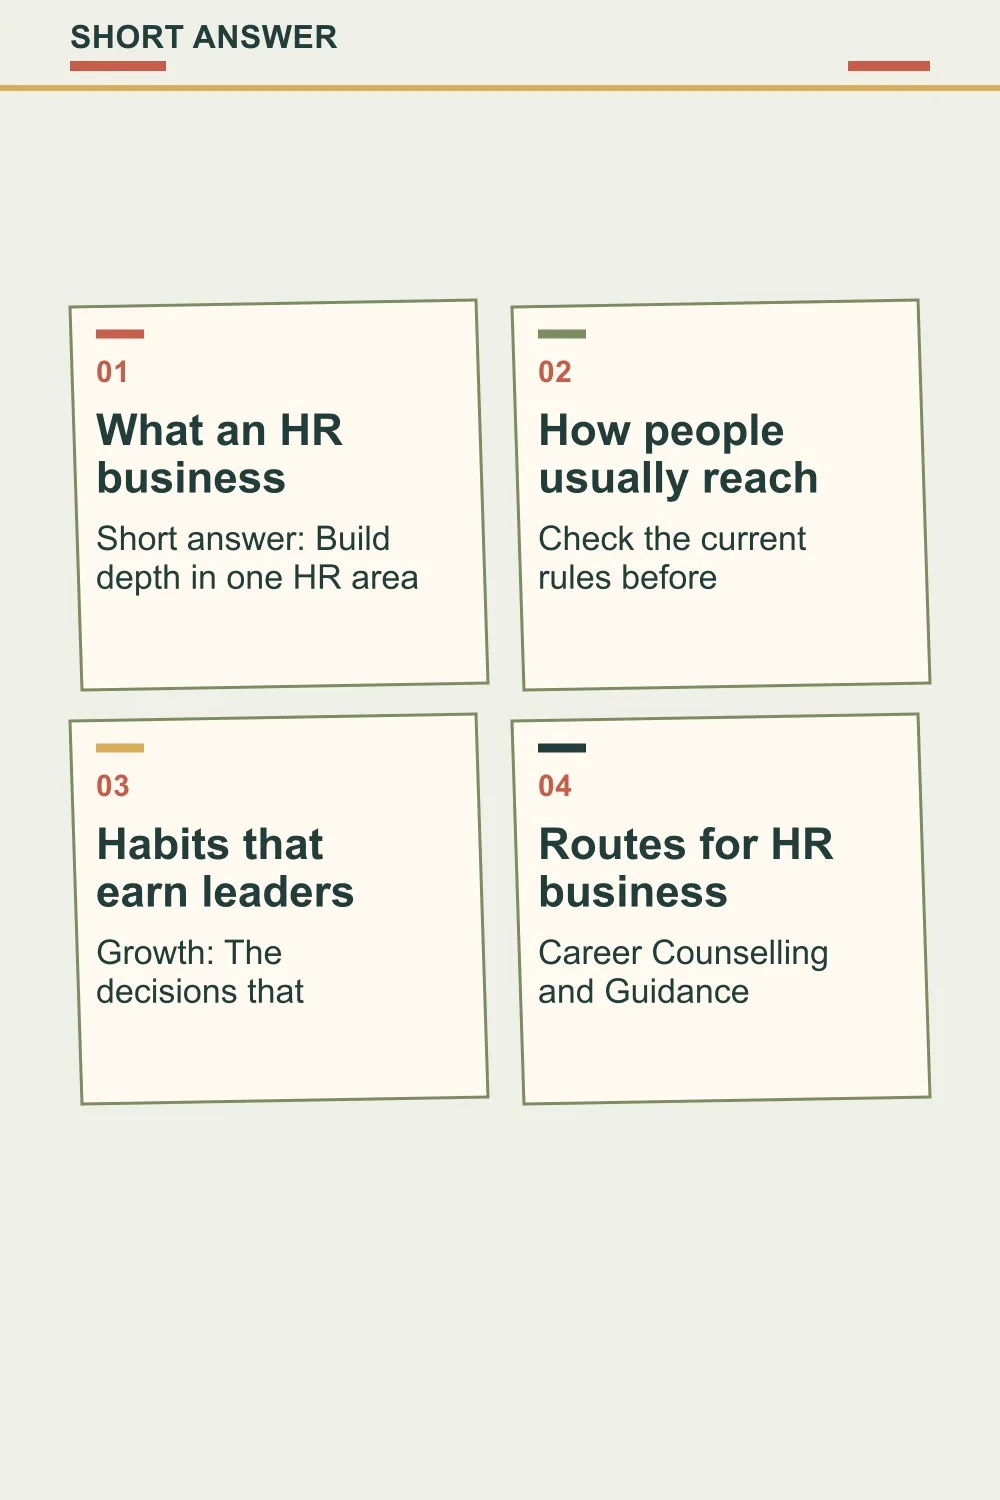 SHORT ANSWER
01
What an HR
business
Short answer: Build
depth in one HR area
02
How people
usually reach
Check the current
rules before
03
Habits that
earn leaders
Growth: The
decisions that
04
Routes for HR
business
Career Counselling
and Guidance